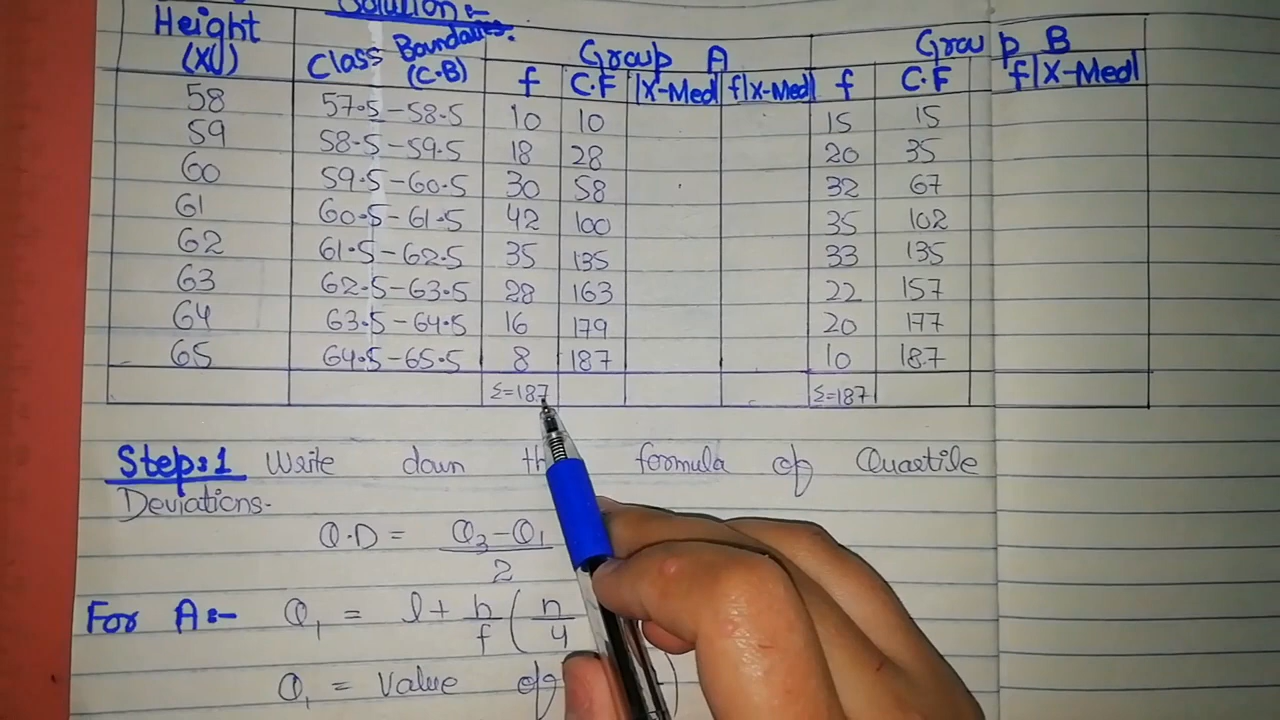 Solution:-
Height (X) Class Boundaries. (C.B) Group A Group B
f C.F |X-Med| f|X-Med| f C.F f|X-Med|
58 57.5-58.5 10 10 15 15
59 58.5-59.5 18 28 20 35
60 59.5-60.5 30 58 32 67
61 60.5-61.5 42 100 35 102
62 61.5-62.5 35 135 33 135
63 62.5-63.5 28 163 22 157
64 63.5-64.5 16 179 20 177
65 64.5-65.5 8 187 10 187
Σ=187 Σ=187
Step:1 Write down formula of Quartile
Deviations.
Q.D = Q3-Q1 / 2
For A:- Q1 = l + h/f ( n/4
Q1 = Value of )